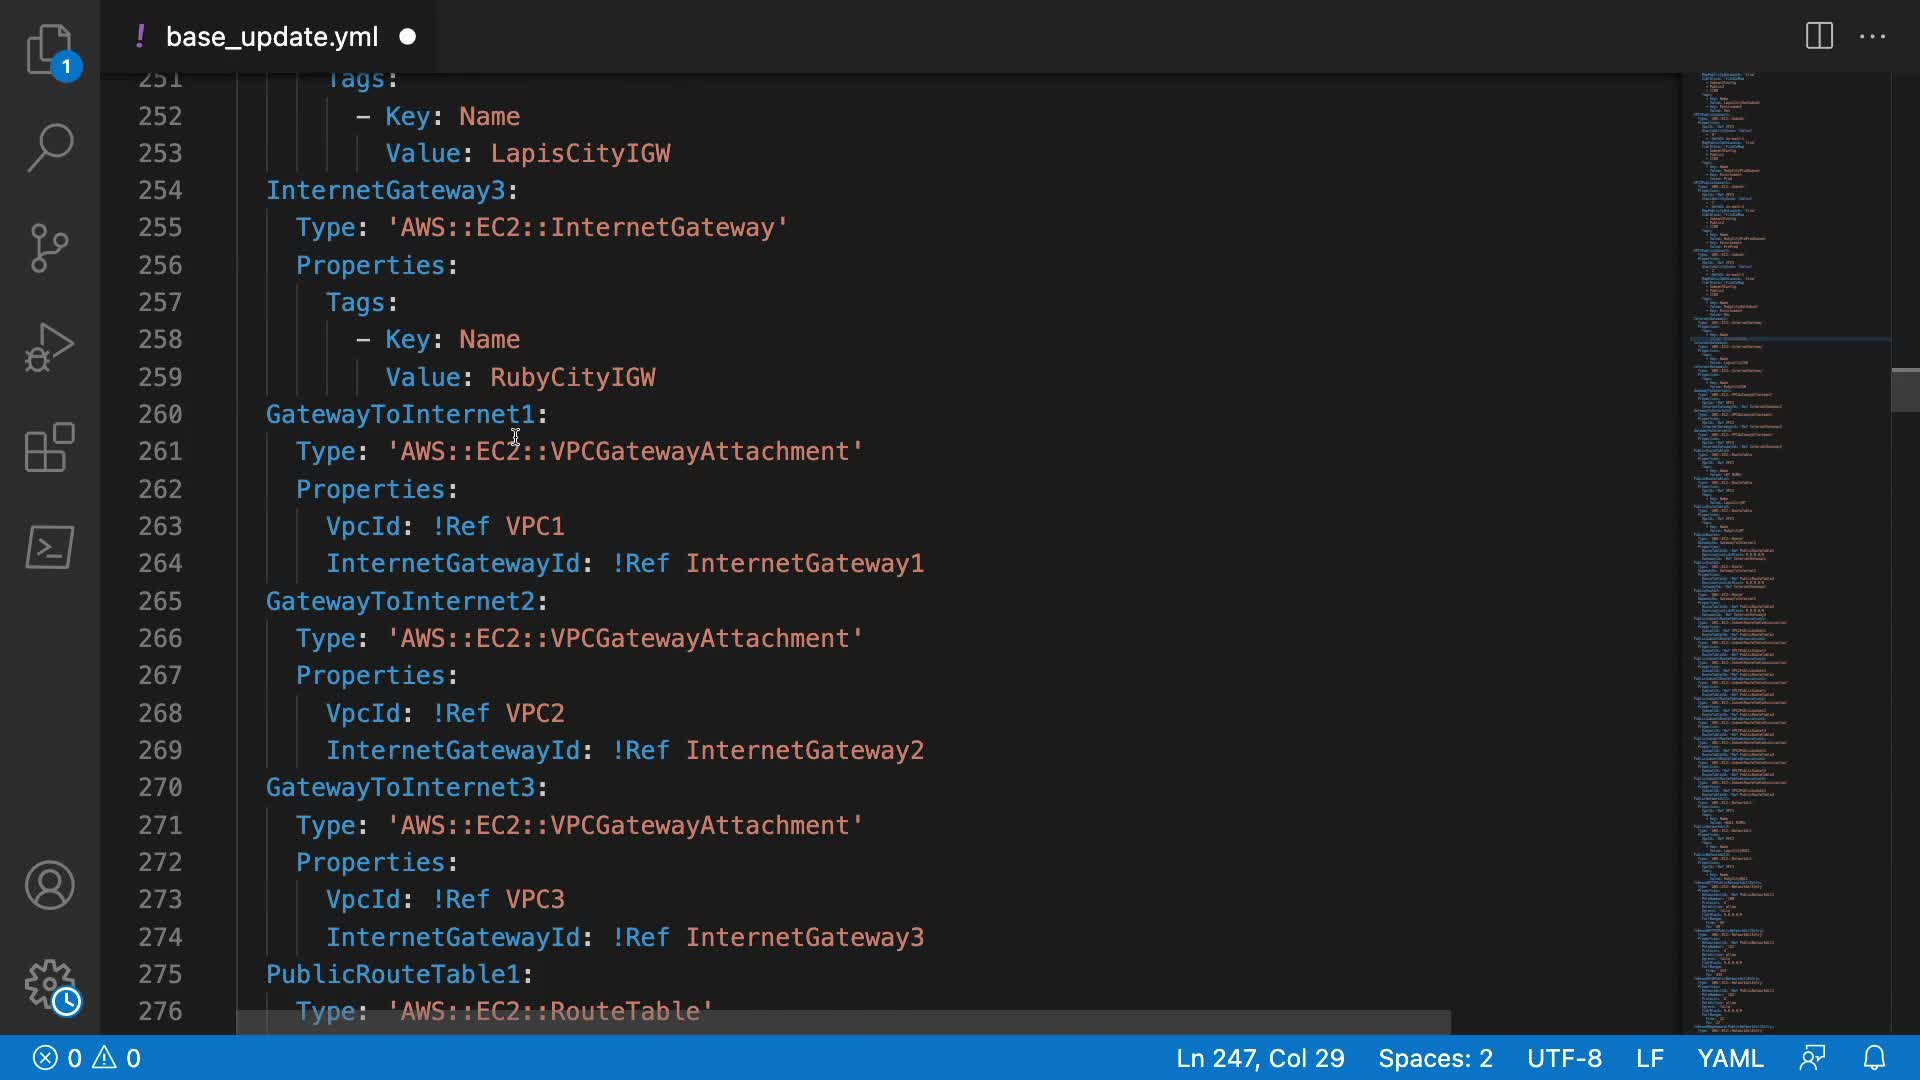 ! base_update.yml
1
251 Tags:
252 - Key: Name
253 Value: LapisCityIGW
254 InternetGateway3:
255 Type: 'AWS::EC2::InternetGateway'
256 Properties:
257 Tags:
258 - Key: Name
259 Value: RubyCityIGW
260 GatewayToInternet1:
261 Type: 'AWS::EC2::VPCGatewayAttachment'
262 Properties:
263 VpcId: !Ref VPC1
264 InternetGatewayId: !Ref InternetGateway1
265 GatewayToInternet2:
266 Type: 'AWS::EC2::VPCGatewayAttachment'
267 Properties:
268 VpcId: !Ref VPC2
269 InternetGatewayId: !Ref InternetGateway2
270 GatewayToInternet3:
271 Type: 'AWS::EC2::VPCGatewayAttachment'
272 Properties:
273 VpcId: !Ref VPC3
274 InternetGatewayId: !Ref InternetGateway3
275 PublicRouteTable1:
276 Type: 'AWS::EC2::RouteTable'
0 0 Ln 247, Col 29 Spaces: 2 UTF-8 LF YAML